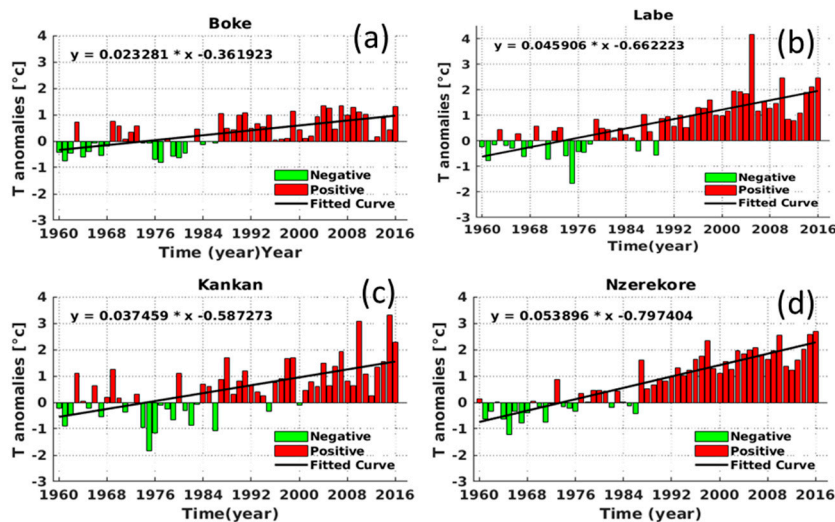 Boke
(a)
y = 0.023281 * x -0.361923
T anomalies [°c]
4
3
2
1
0
-1
-2
-3
Negative
Positive
Fitted Curve
1960 1968 1976 1984 1992 2000 2008 2016
Time (year)Year
Labe
(b)
y = 0.045906 * x -0.662223
T anomalies [°c]
4
3
2
1
0
-1
-2
-3
Negative
Positive
Fitted Curve
1960 1968 1976 1984 1992 2000 2008 2016
Time(year)
Kankan
(c)
y = 0.037459 * x -0.587273
T anomalies [°c]
4
3
2
1
0
-1
-2
-3
Negative
Positive
Fitted Curve
1960 1968 1976 1984 1992 2000 2008 2016
Time(year)
Nzerekore
(d)
y = 0.053896 * x -0.797404
T anomalies [°c]
4
3
2
1
0
-1
-2
-3
Negative
Positive
Fitted Curve
1960 1968 1976 1984 1992 2000 2008 2016
Time(year)